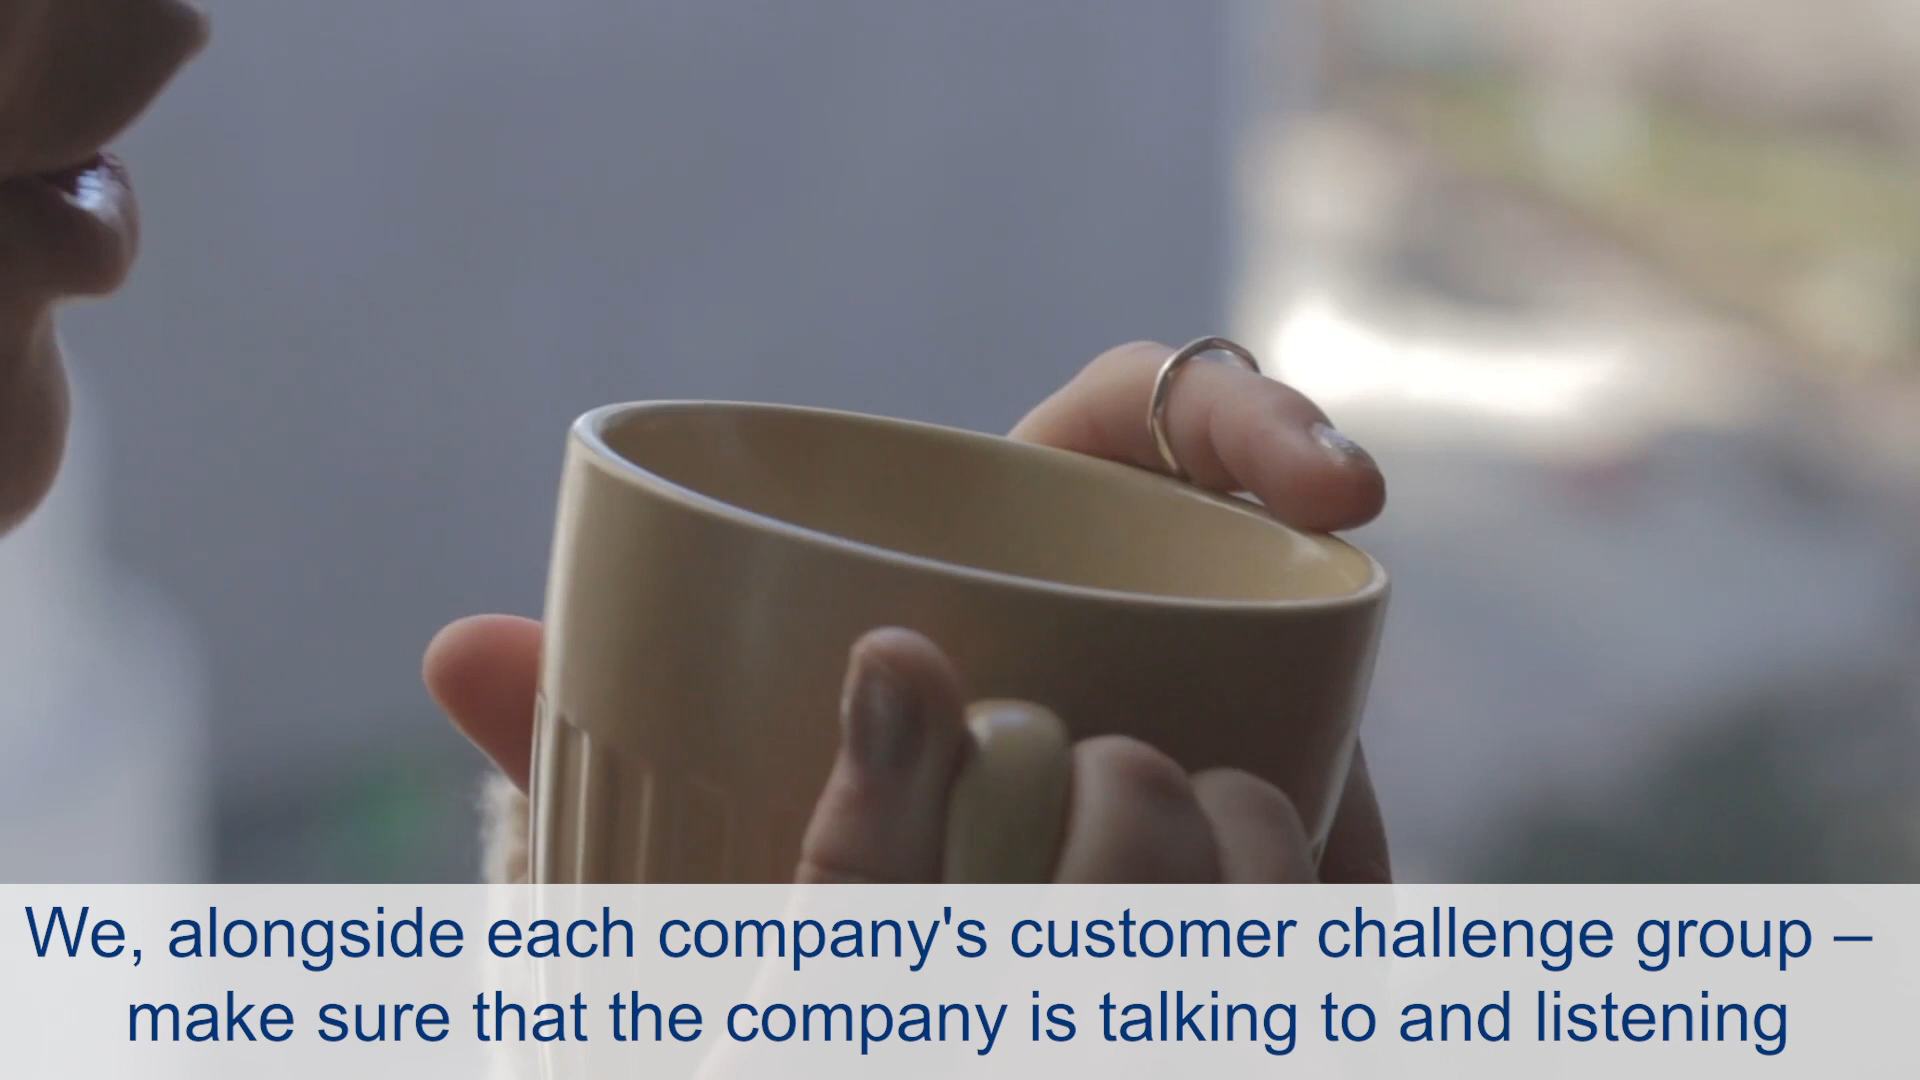 We, alongside each company's customer challenge group –
make sure that the company is talking to and listening